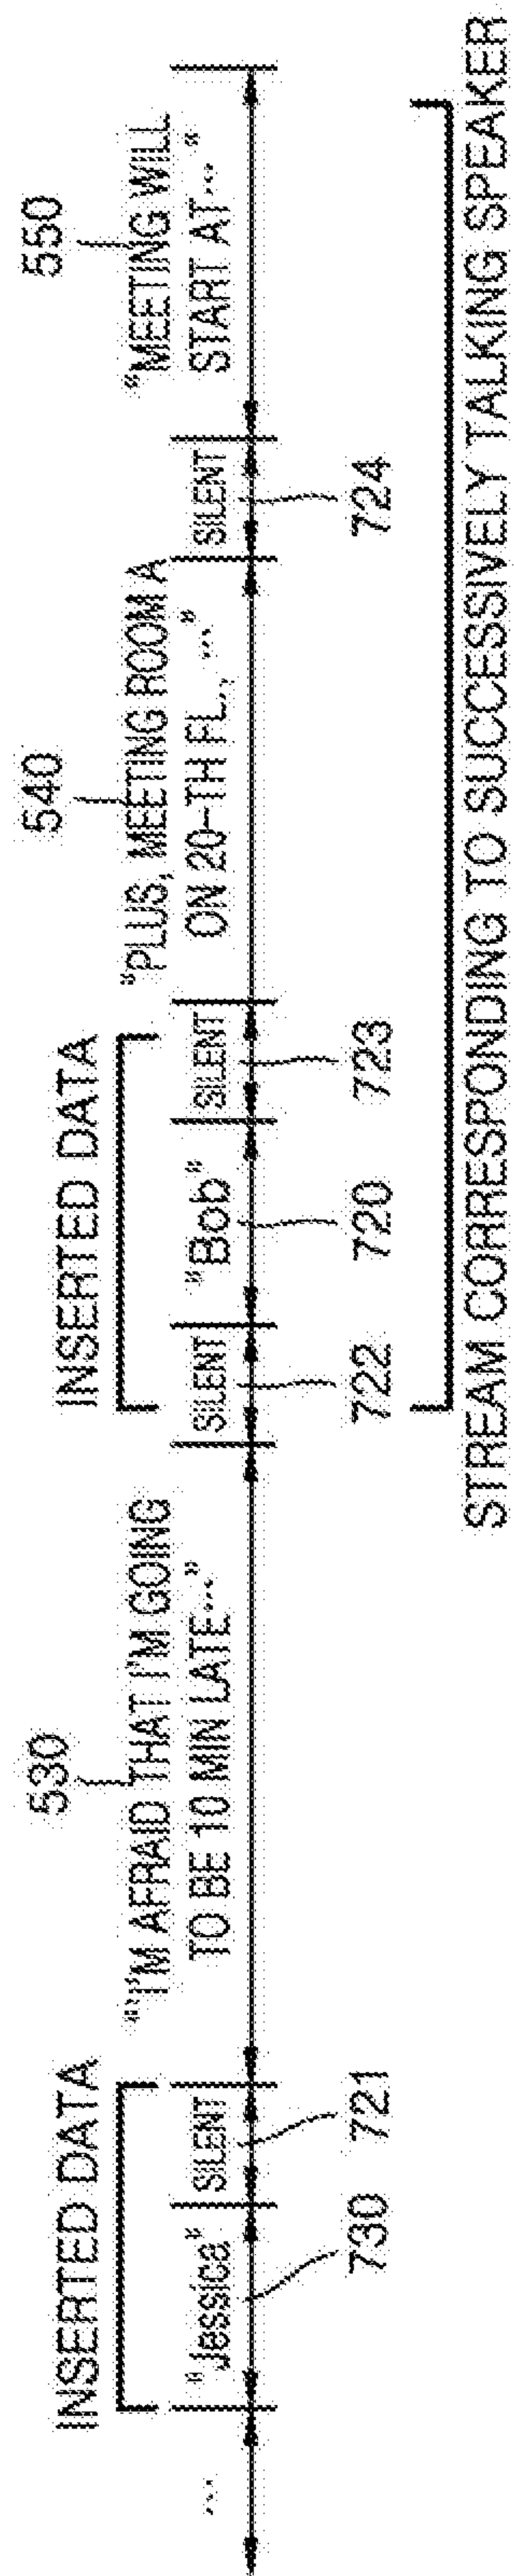 INSERTED DATA
INSERTED DATA
530
540
550
"I'M AFRAID THAT I'M GOING
TO BE 10 MIN LATE..."
"PLUS, MEETING ROOM A
ON 20-TH FL., ..."
"MEETING WILL
START AT..."
...
"Jessica"
SILENT
SILENT
"Bob"
SILENT
SILENT
730
721
722
720
723
724
STREAM CORRESPONDING TO SUCCESSIVELY TALKING SPEAKER